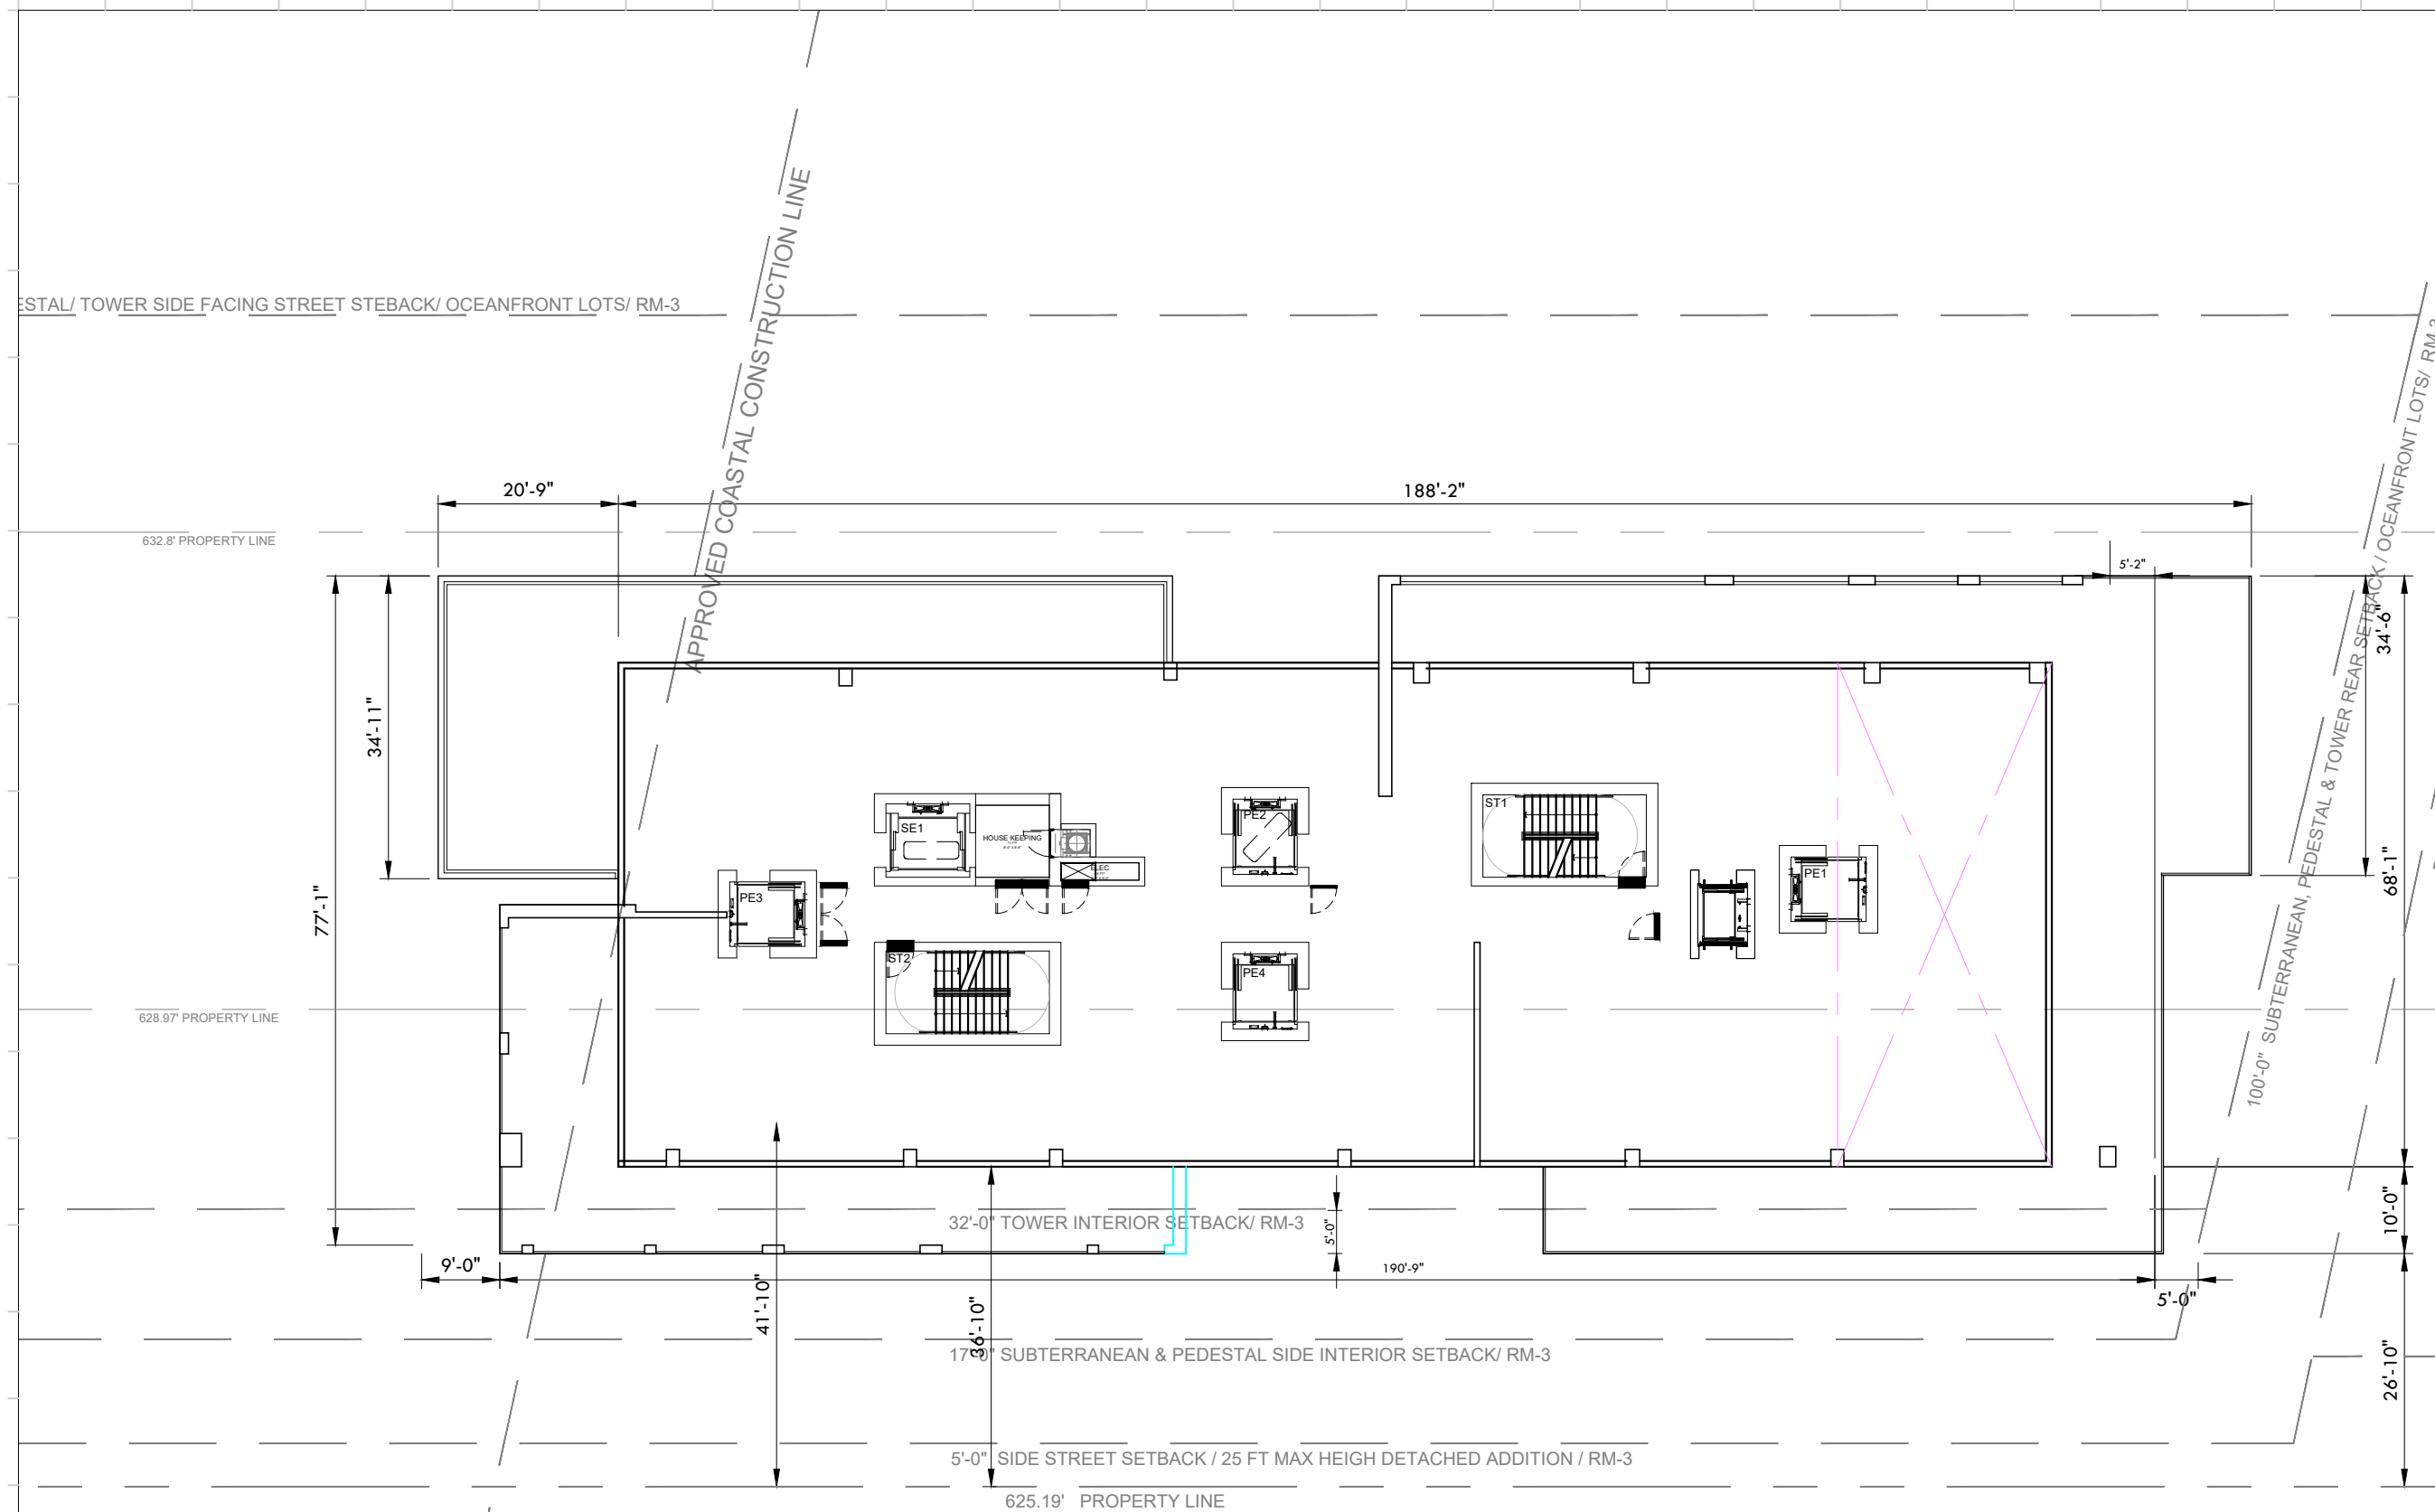 APPROVED COASTAL CONSTRUCTION LINE
ESTAL/ TOWER SIDE FACING STREET STEBACK/ OCEANFRONT LOTS/ RM-3
20'-9"
188'-2"
632.8' PROPERTY LINE
5'-2"
34'-6"
34'-11"
68'-1"
77'-1"
100'-0" SUBTERRANEAN, PEDESTAL & TOWER REAR SETBACK / OCEANFRONT LOTS/ RM-3
SE1
HOUSE KEEPING
ELEC
PE2
ST1
PE1
PE3
ST2
PE4
628.97' PROPERTY LINE
32'-0" TOWER INTERIOR SETBACK/ RM-3
5'-0"
10'-0"
9'-0"
190'-9"
5'-0"
41'-10"
36'-10"
17'-0" SUBTERRANEAN & PEDESTAL SIDE INTERIOR SETBACK/ RM-3
26'-10"
5'-0" SIDE STREET SETBACK / 25 FT MAX HEIGH DETACHED ADDITION / RM-3
625.19' PROPERTY LINE